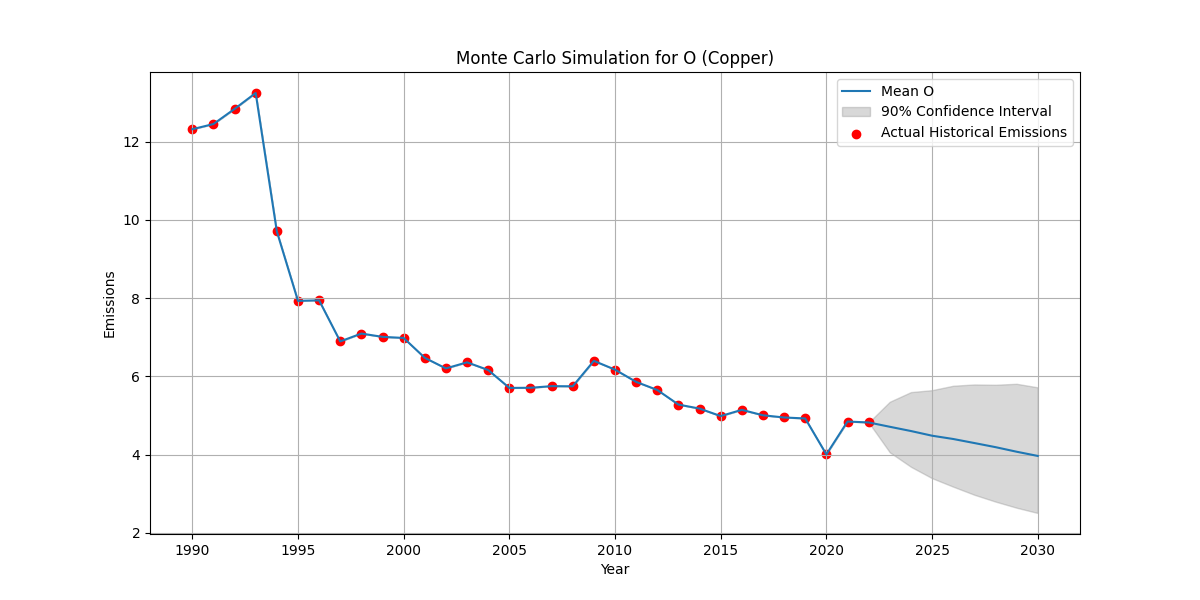 Monte Carlo Simulation for O (Copper)
Mean O
90% Confidence Interval
Actual Historical Emissions
12
10
8
6
4
2
Emissions
1990 1995 2000 2005 2010 2015 2020 2025 2030
Year